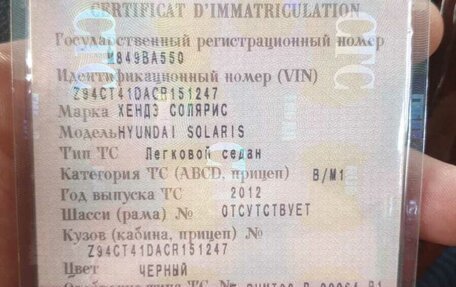 CERTIFICAT D'IMMATRICULATION
Государственный регистрационный номер
М849ВА550
Идентификационный номер (VIN)
Z94CT41DACR151247
Марка ХЕНДЭ СОЛЯРИС
Модель HYUNDAI SOLARIS
Тип ТС Легковой седан
Категория ТС (ABCD, прицеп) B/M1
Год выпуска ТС 2012
Шасси (рама) № ОТСУТСТВУЕТ
Кузов (кабина, прицеп) №
Z94CT41DACR151247
Цвет ЧЕРНЫЙ